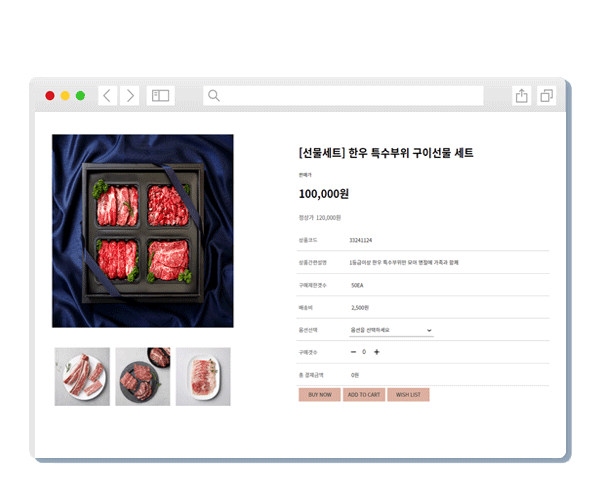 [선물세트] 한우 특수부위 구이선물 세트
판매가
100,000원
정상가 120,000원
상품코드 33241124
상품간편설명 1등급이상 한우 특수부위만 모아 명절에 가족과 함께
구매제한갯수 50EA
배송비 2,500원
옵션선택 옵션을 선택하세요
구매갯수 0
총 결제금액 0원
BUY NOW ADD TO CART WISH LIST